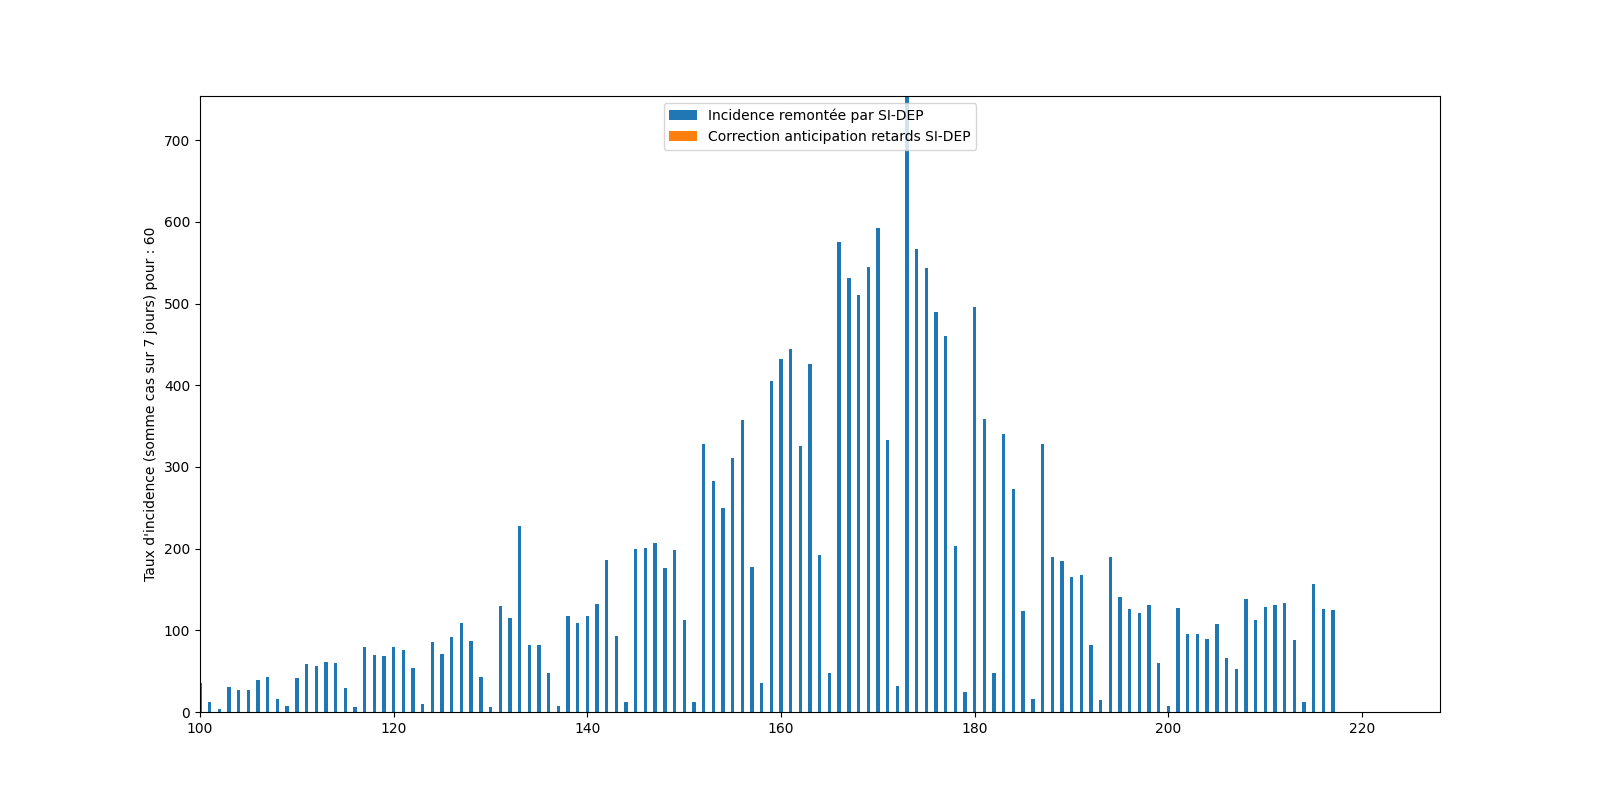 Incidence remontée par SI-DEP
Correction anticipation retards SI-DEP
Taux d'incidence (somme cas sur 7 jours) pour : 60
700
600
500
400
300
200
100
0
100 120 140 160 180 200 220